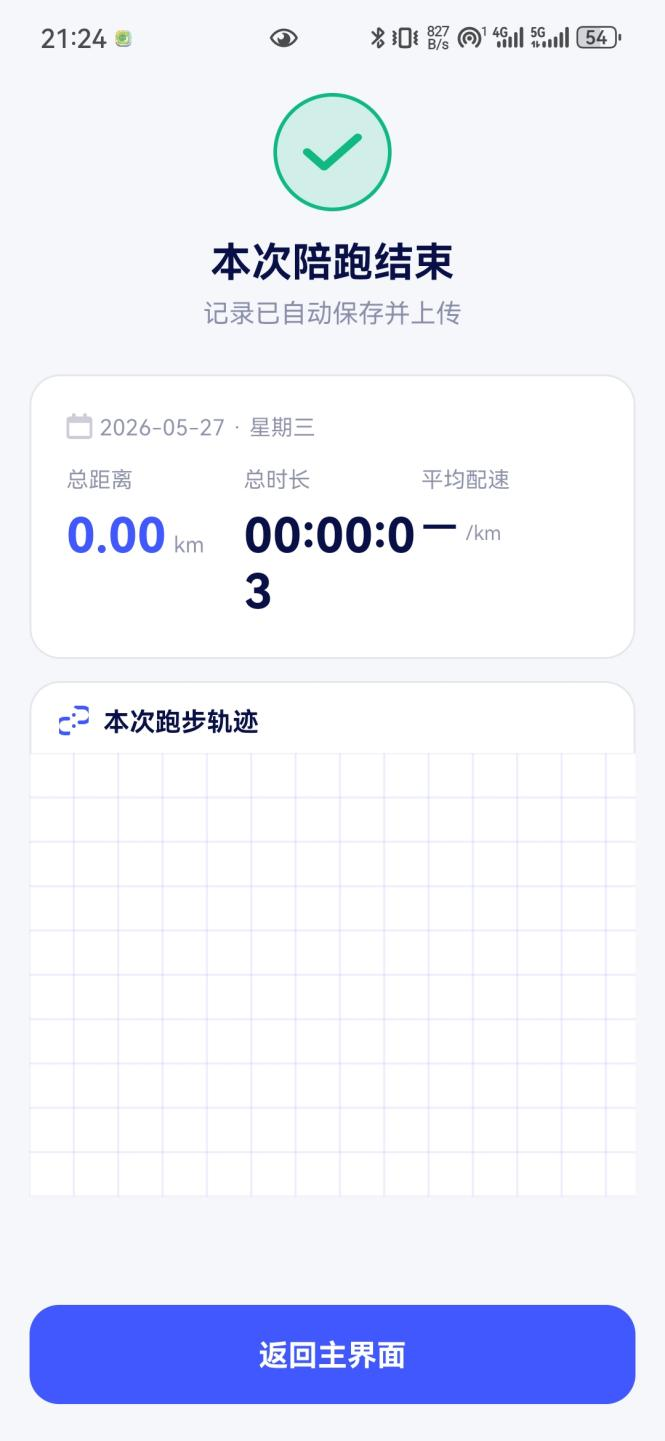 21:24 827 B/s 1 4G 5G 54
本次陪跑结束
记录已自动保存并上传
2026-05-27 · 星期三
总距离 总时长 平均配速
0.00 km 00:00:0 — /km
3
本次跑步轨迹
返回主界面